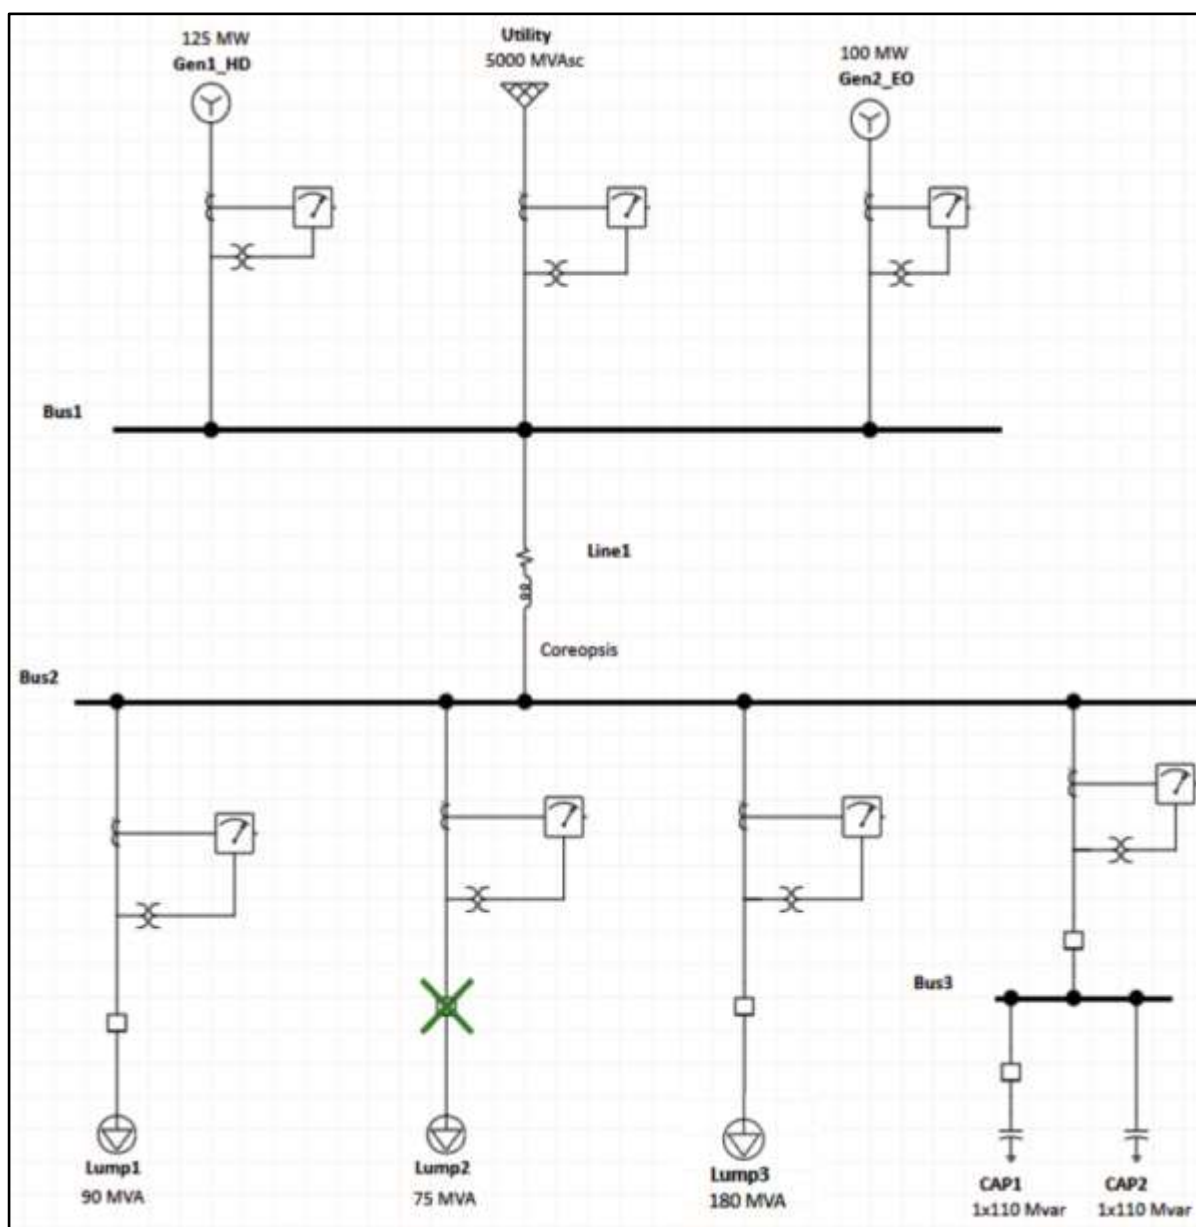 125 MW
Gen1_HD
Utility
5000 MVAsc
100 MW
Gen2_EO
Bus1
Line1
Coreopsis
Bus2
Bus3
Lump1
90 MVA
Lump2
75 MVA
Lump3
180 MVA
CAP1
1x110 Mvar
CAP2
1x110 Mvar